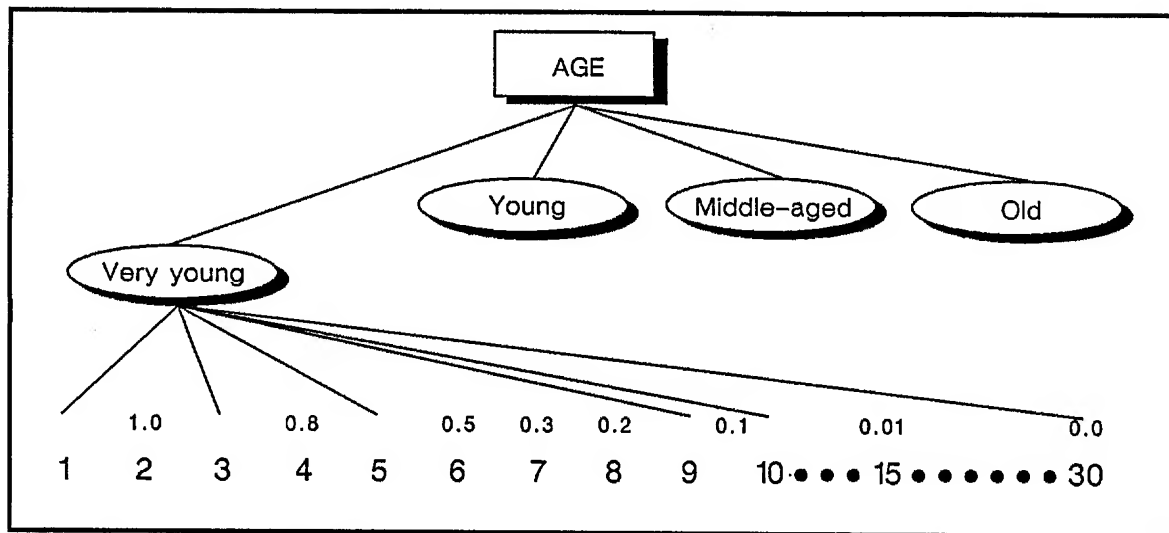 AGE
Young Middle-aged Old
Very young
1.0 0.8 0.5 0.3 0.2 0.1 0.01 0.0
1 2 3 4 5 6 7 8 9 10 • • • 15 • • • • • • 30